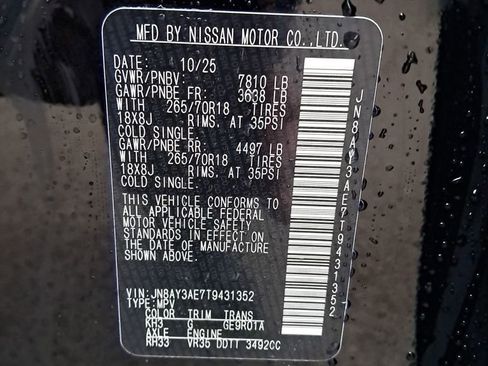 MFD BY NISSAN MOTOR CO.,LTD.
DATE: 10/25
GVWR/PNBV: 7810 LB
GAWR/PNBE FR: 3638 LB
WITH 265/70R18 TIRES
18X8J RIMS, AT 35PSI
COLD SINGLE.
GAWR/PNBE RR: 4497 LB
WITH 265/70R18 TIRES
18X8J RIMS, AT 35PSI
COLD SINGLE.
THIS VEHICLE CONFORMS TO
ALL APPLICABLE FEDERAL
MOTOR VEHICLE SAFETY
STANDARDS IN EFFECT ON
THE DATE OF MANUFACTURE
SHOWN ABOVE.
VIN: JN8AY3AE7T9431352
TYPE: MPV
COLOR TRIM TRANS
KH3 G GE9R01A
AXLE ENGINE
RH33 VR35 DDTT 3492CC
JN8AY3AE7T9431352